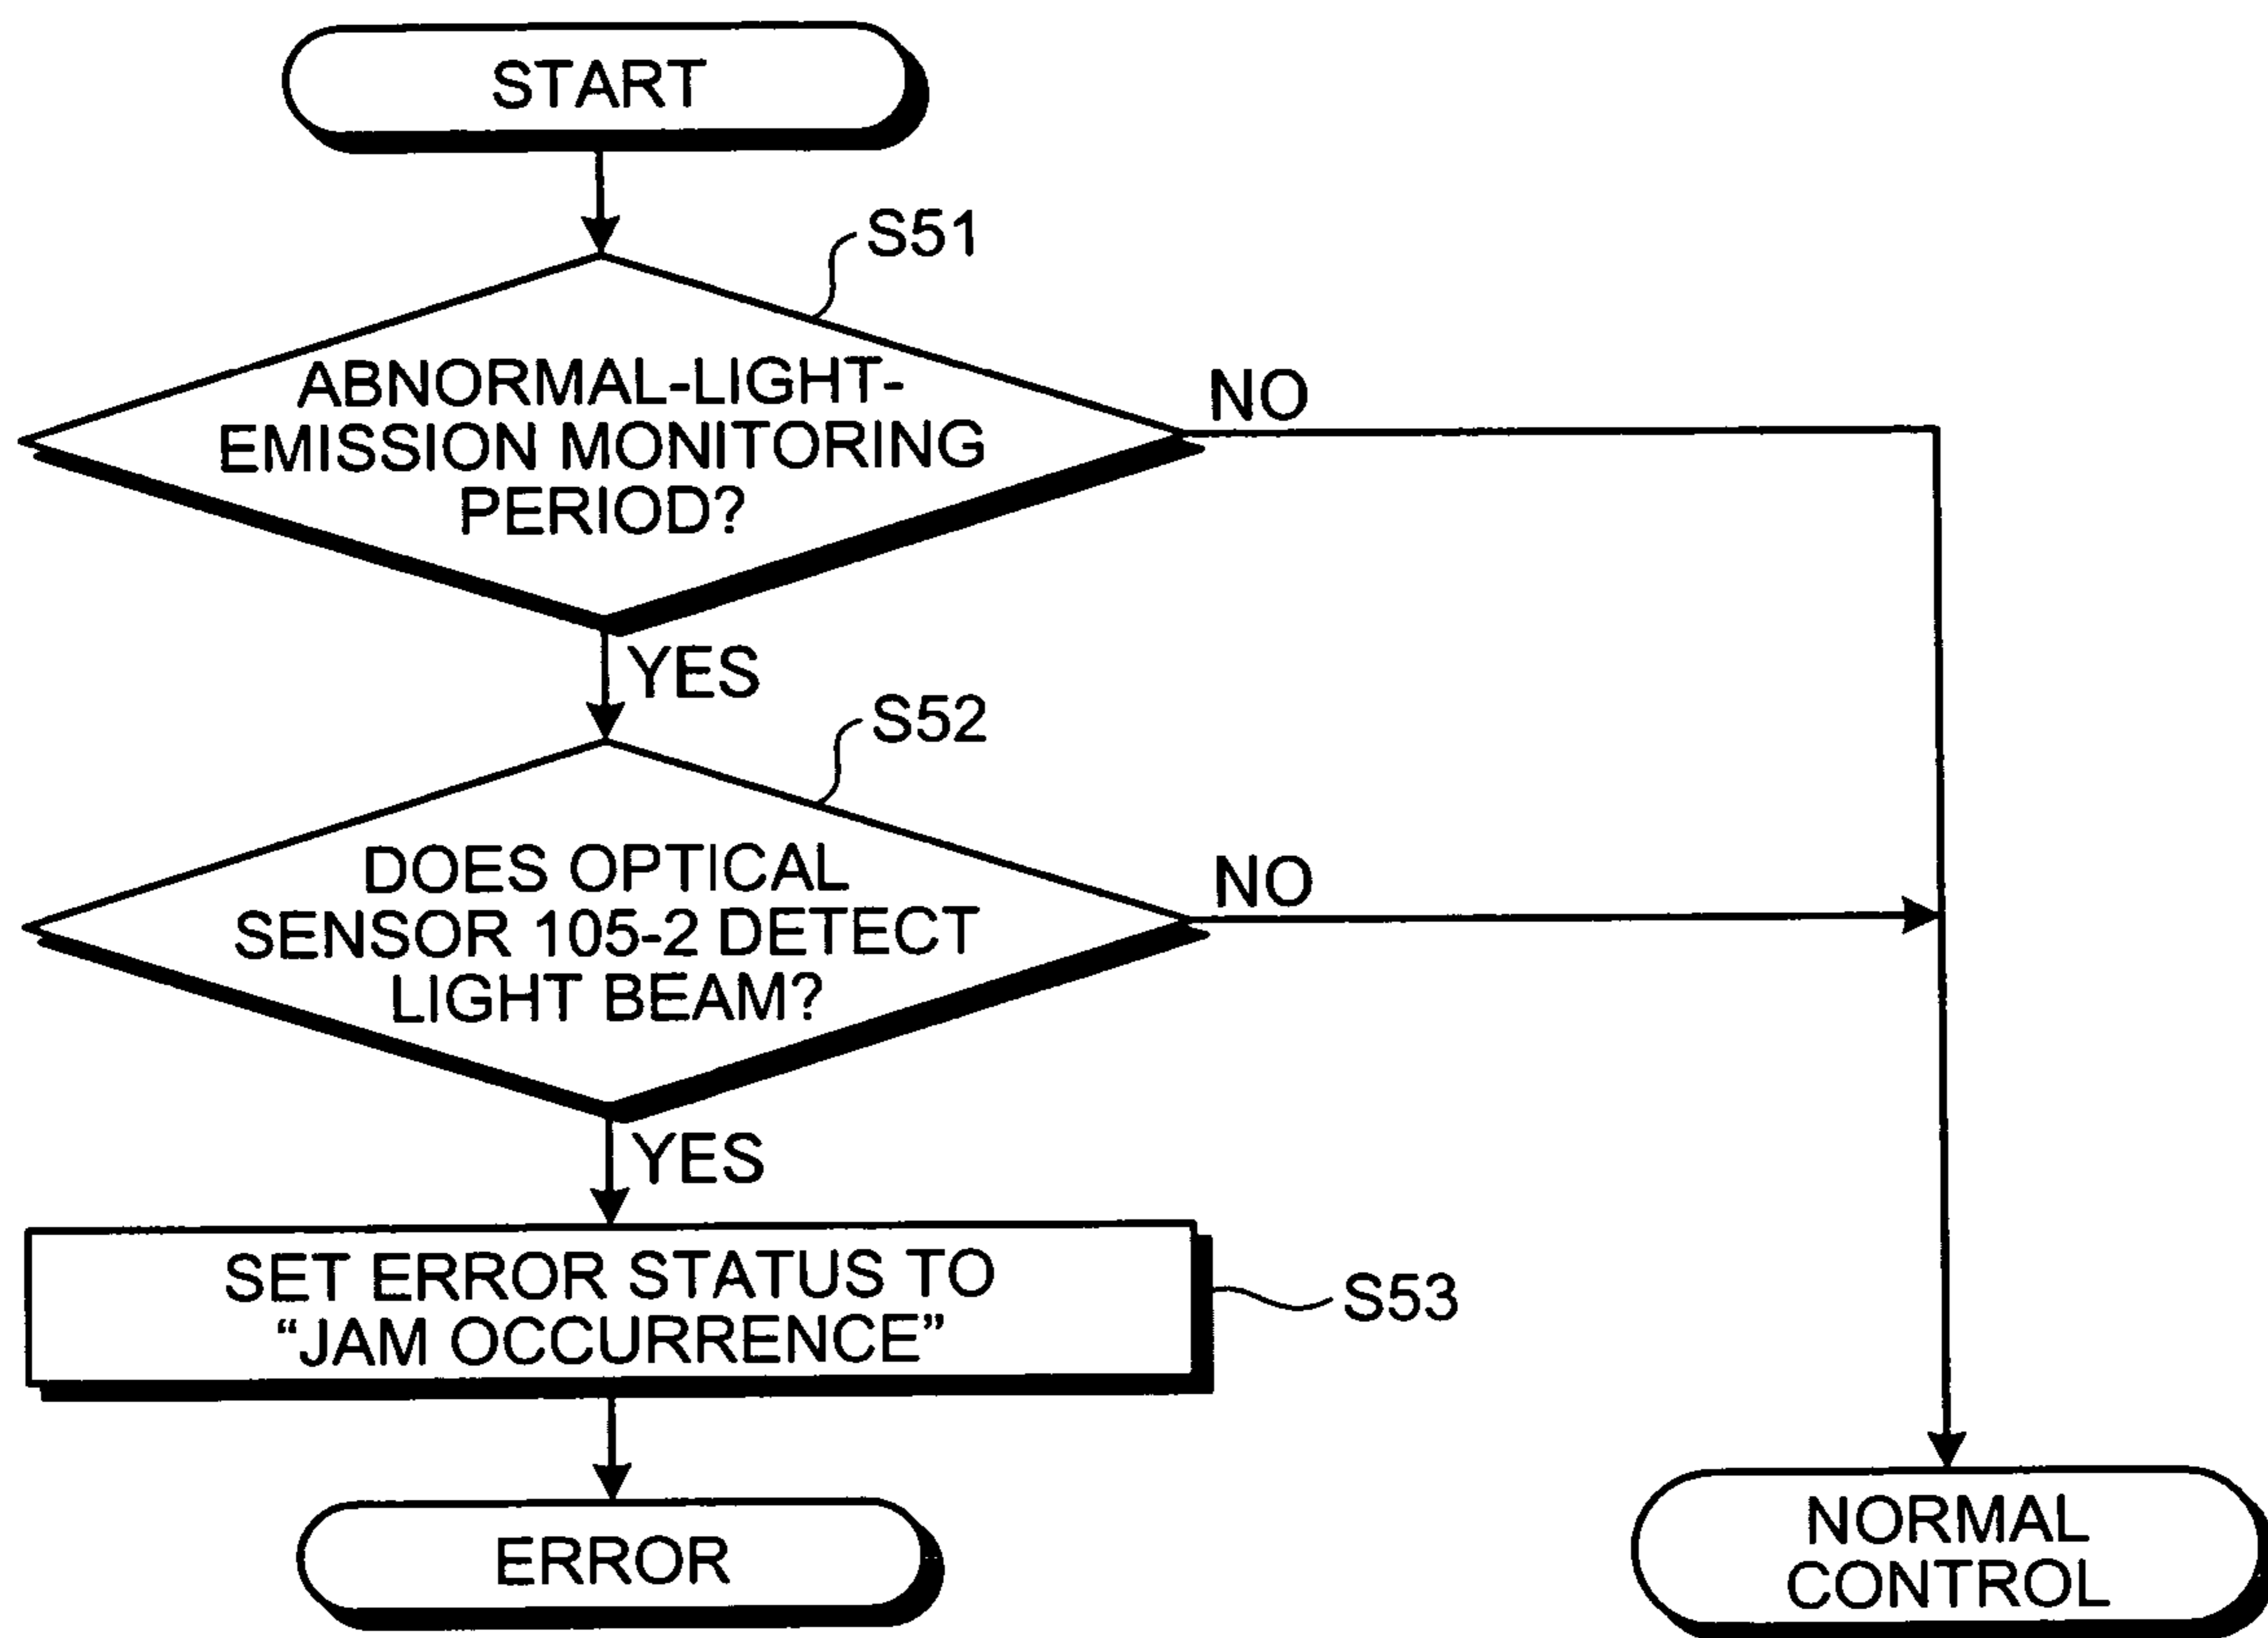 START
S51
ABNORMAL-LIGHT-
EMISSION MONITORING
PERIOD?
NO
YES
S52
DOES OPTICAL
SENSOR 105-2 DETECT
LIGHT BEAM?
NO
YES
SET ERROR STATUS TO
“JAM OCCURRENCE”
S53
ERROR
NORMAL
CONTROL